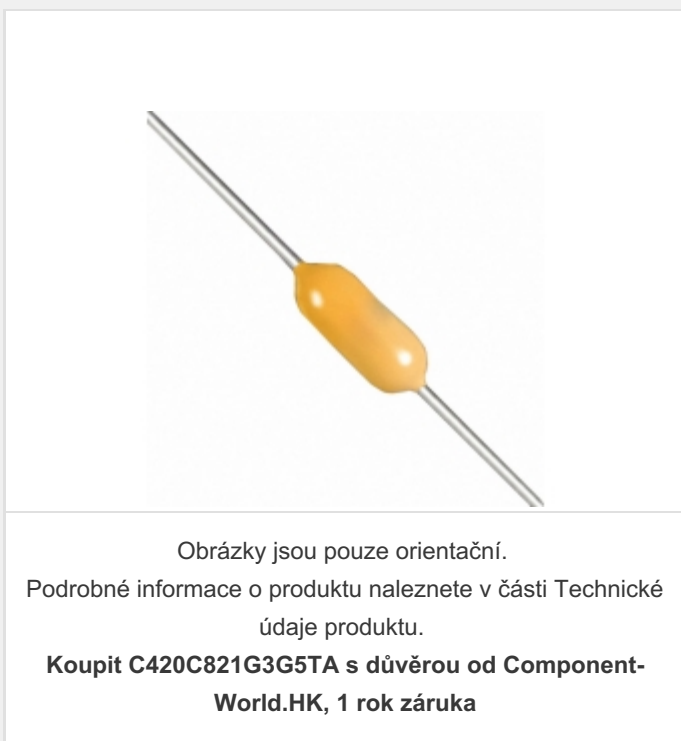 Obrázky jsou pouze orientační.
Podrobné informace o produktu naleznete v části Technické
údaje produktu.
Koupit C420C821G3G5TA s důvěrou od Component-
World.HK, 1 rok záruka